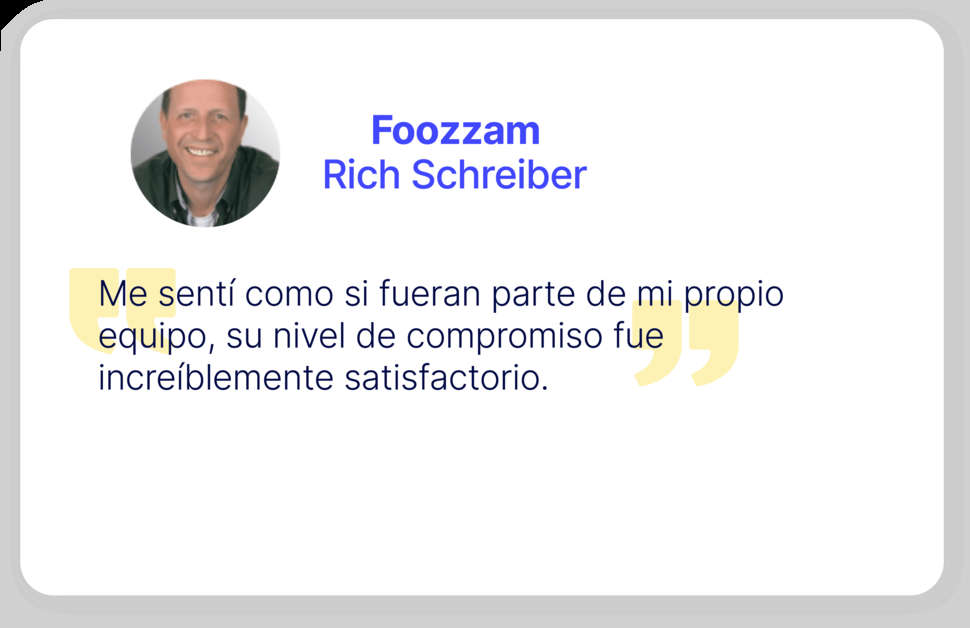 Foozzam
Rich Schreiber
Me sentí como si fueran parte de mi propio
equipo, su nivel de compromiso fue
increíblemente satisfactorio.